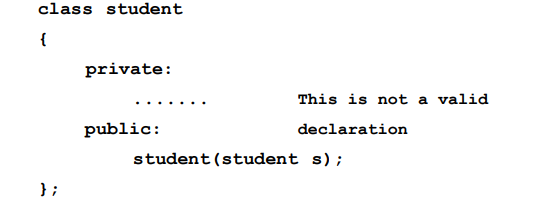 class student
{
private:
.......        This is not a valid
public:        declaration
student(student s);
};